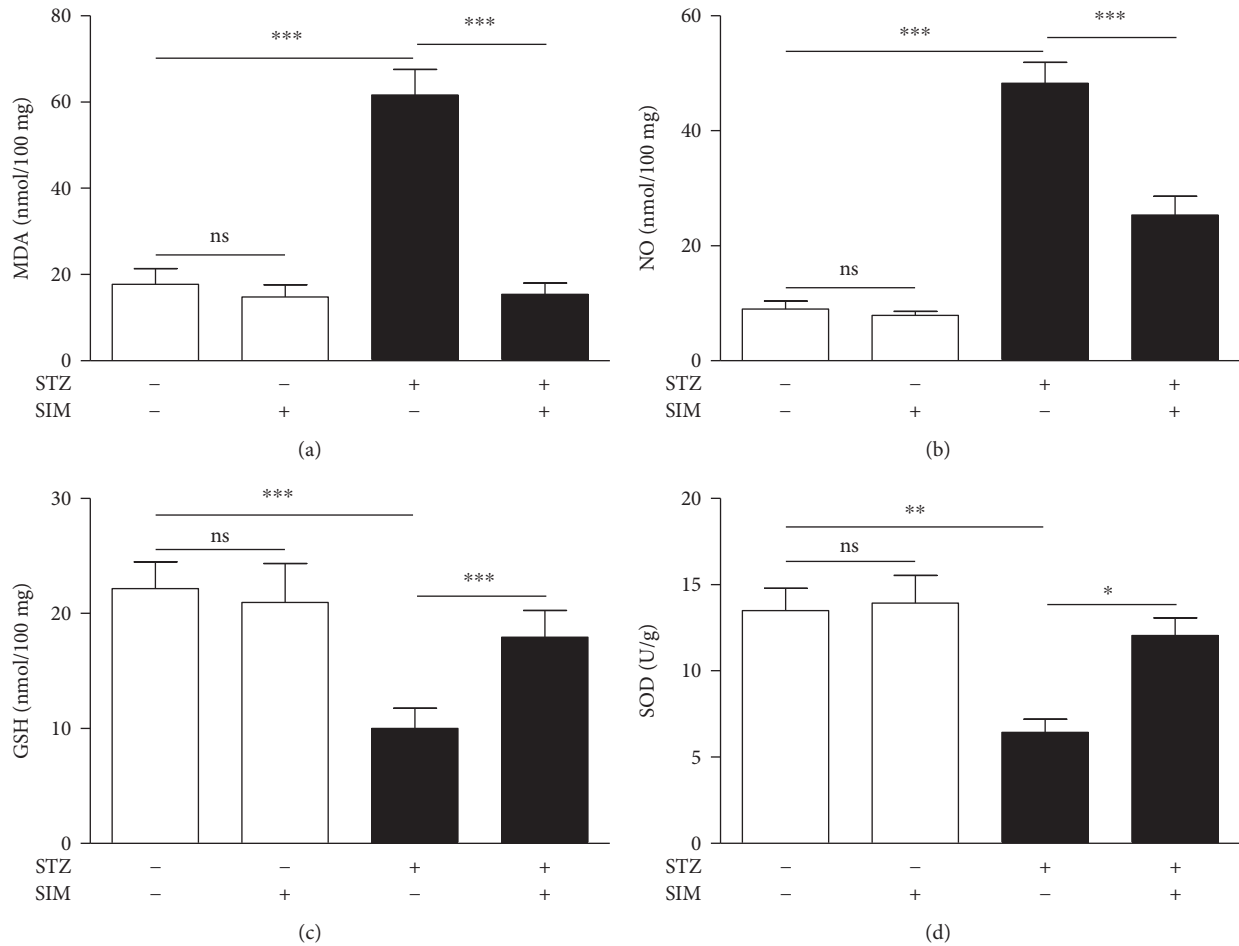 MDA (nmol/100 mg)
80
60
40
20
0
***
***
ns
STZ − − + +
SIM − + − +
(a)
NO (nmol/100 mg)
60
40
20
0
***
***
ns
STZ − − + +
SIM − + − +
(b)
GSH (nmol/100 mg)
30
20
10
0
***
ns
***
STZ − − + +
SIM − + − +
(c)
SOD (U/g)
20
15
10
5
0
**
ns
*
STZ − − + +
SIM − + − +
(d)